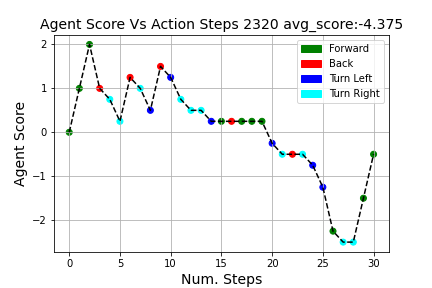 Agent Score Vs Action Steps 2320 avg_score:-4.375
Forward
Back
Turn Left
Turn Right
Agent Score
2
1
0
−1
−2
0 5 10 15 20 25 30
Num. Steps